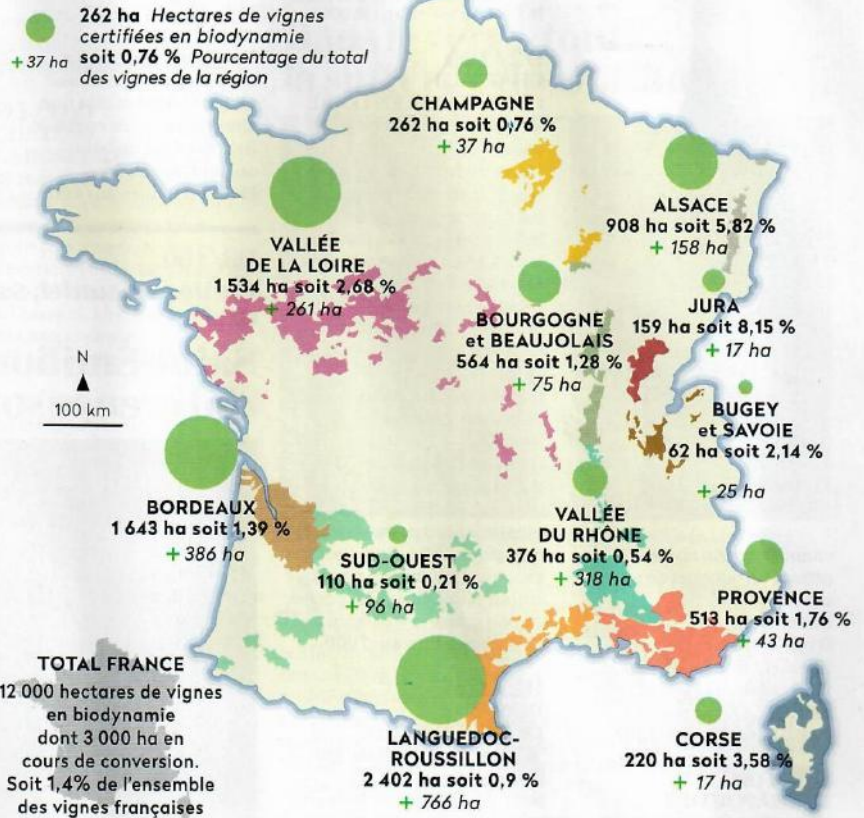 262 ha Hectares de vignes
certifiées en biodynamie
+ 37 ha soit 0,76 % Pourcentage du total
des vignes de la région
CHAMPAGNE
262 ha soit 0,76 %
+ 37 ha
ALSACE
908 ha soit 5,82 %
+ 158 ha
VALLÉE
DE LA LOIRE
1 534 ha soit 2,68 %
+ 261 ha
BOURGOGNE
et BEAUJOLAIS
564 ha soit 1,28 %
+ 75 ha
JURA
159 ha soit 8,15 %
+ 17 ha
N
100 km
BUGEY
et SAVOIE
62 ha soit 2,14 %
+ 25 ha
BORDEAUX
1 643 ha soit 1,39 %
+ 386 ha
SUD-OUEST
110 ha soit 0,21 %
+ 96 ha
VALLÉE
DU RHÔNE
376 ha soit 0,54 %
+ 318 ha
PROVENCE
513 ha soit 1,76 %
+ 43 ha
TOTAL FRANCE
12 000 hectares de vignes
en biodynamie
dont 3 000 ha en
cours de conversion.
Soit 1,4% de l'ensemble
des vignes françaises
LANGUEDOC-
ROUSSILLON
2 402 ha soit 0,9 %
+ 766 ha
CORSE
220 ha soit 3,58 %
+ 17 ha